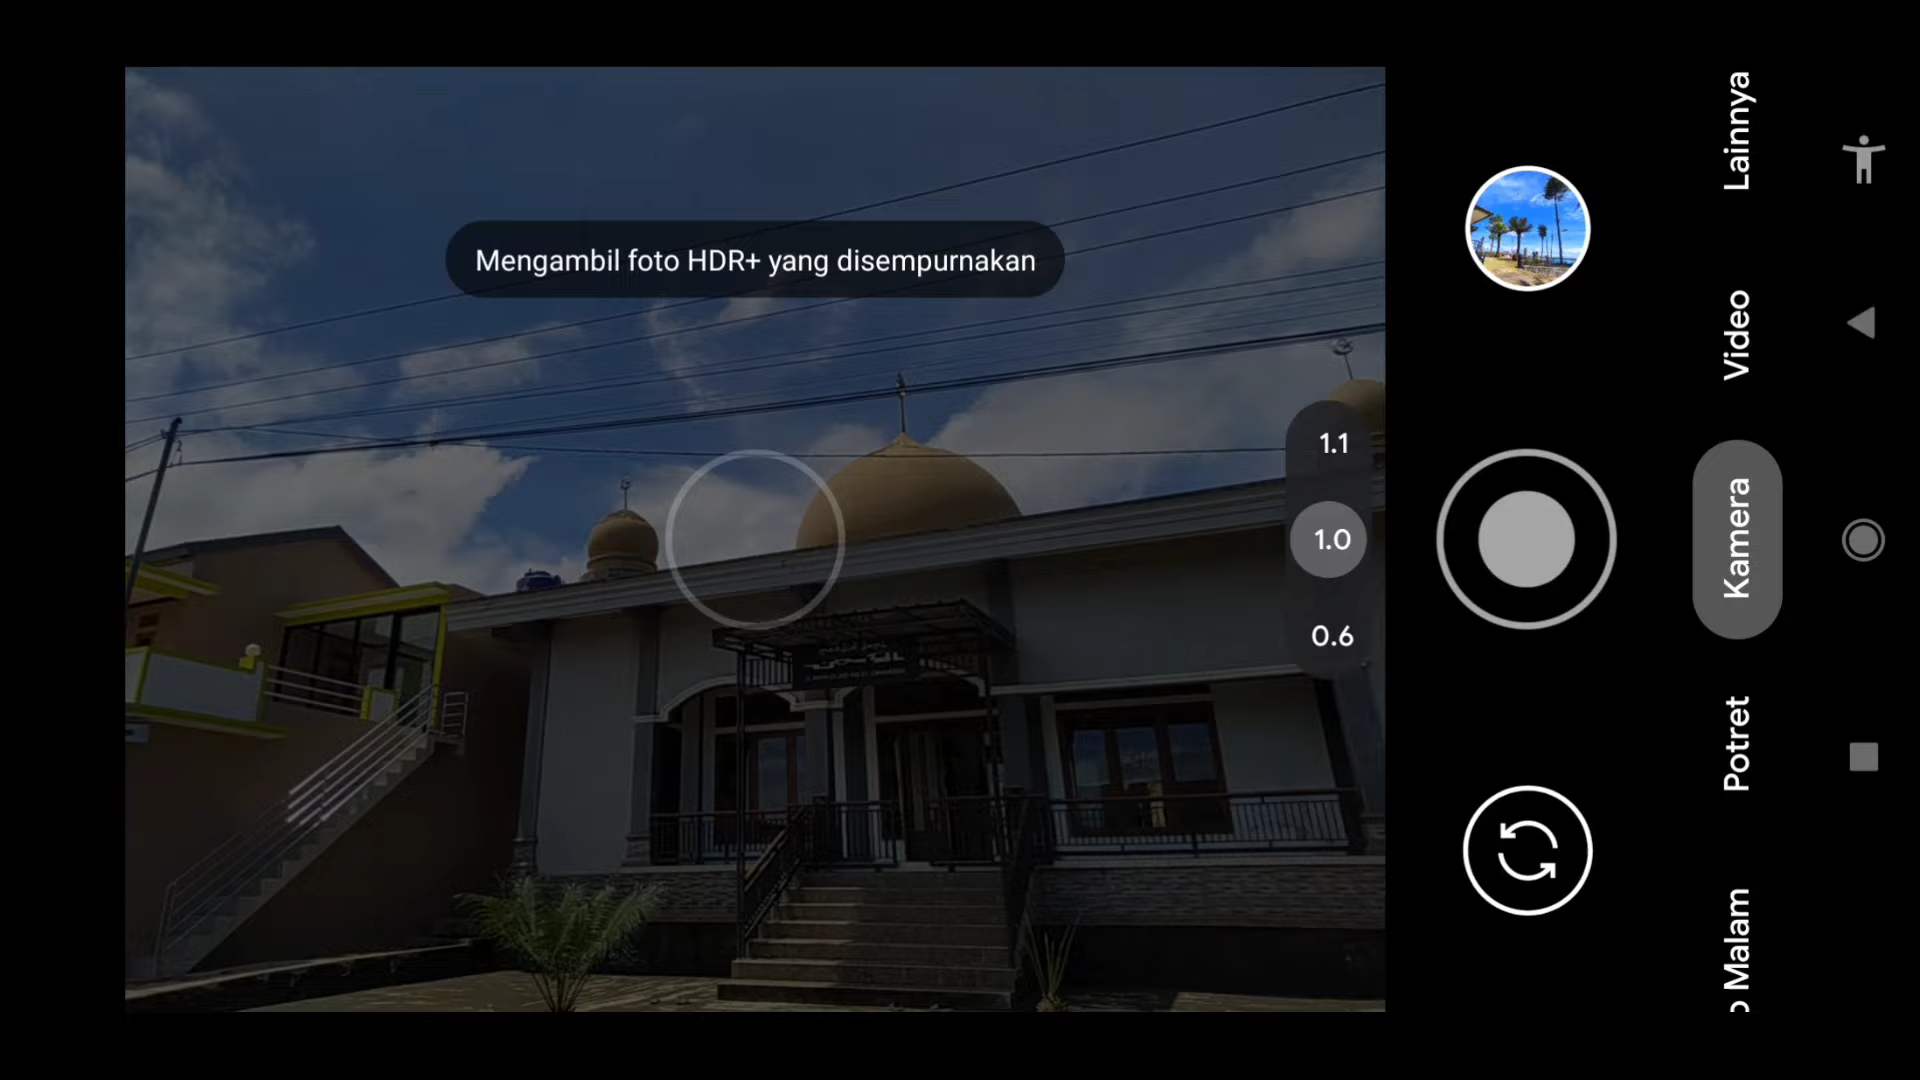 Mengambil foto HDR+ yang disempurnakan
1.1
1.0
0.6
Lainnya
Video
Kamera
Potret
Malam